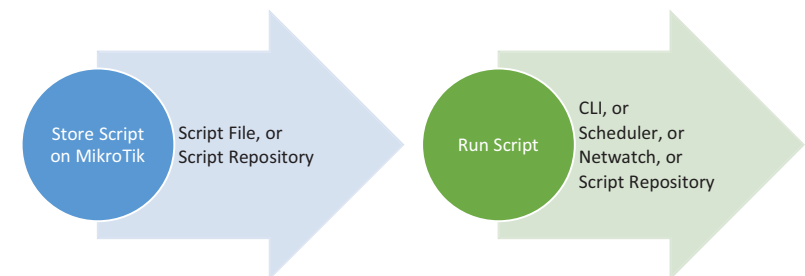 Store Script
on MikroTik
Script File, or
Script Repository
Run Script
CLI, or
Scheduler, or
Netwatch, or
Script Repository